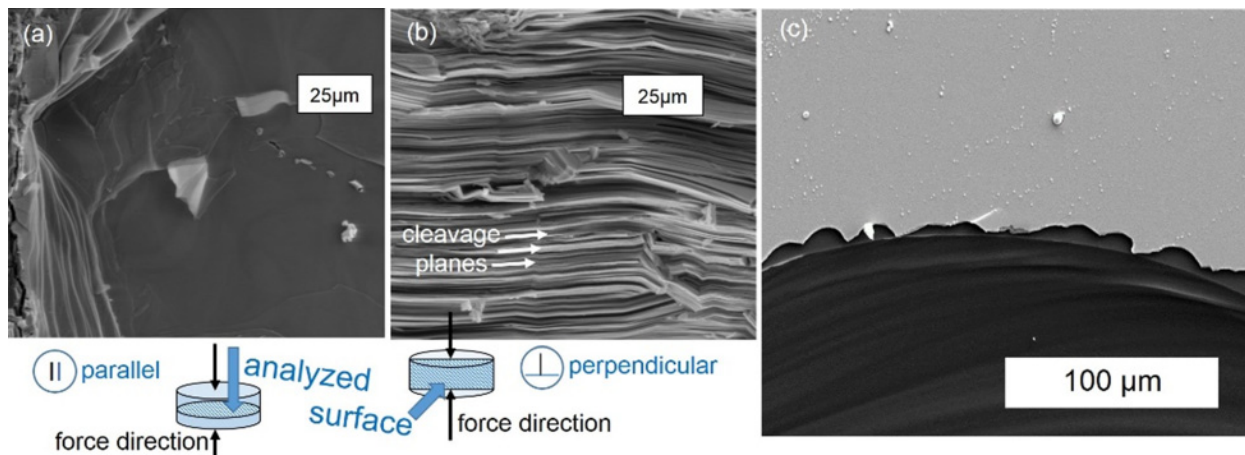 (a)
25µm
(b)
25µm
cleavage
planes
(c)
100 µm
|| parallel
analyzed
surface
force direction
⊥ perpendicular
force direction